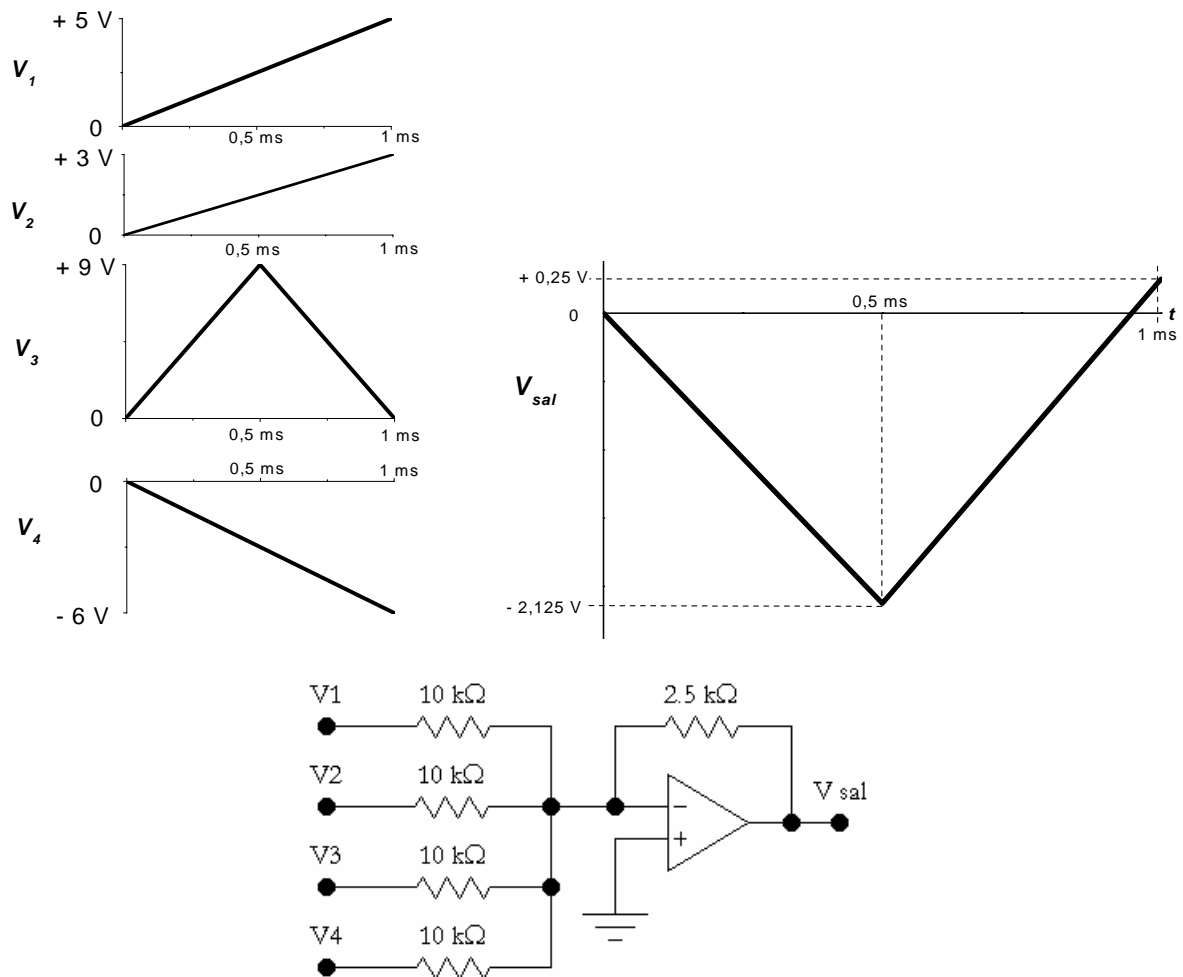 + 5 V
V1
0
0,5 ms
1 ms
+ 3 V
V2
0
0,5 ms
1 ms
+ 9 V
V3
0
0,5 ms
1 ms
0,5 ms
1 ms
0
V4
- 6 V
+ 0,25 V
0,5 ms
0
t
1 ms
Vsal
- 2,125 V
V1
10 kΩ
2.5 kΩ
V2
10 kΩ
V sal
−
+
V3
10 kΩ
V4
10 kΩ